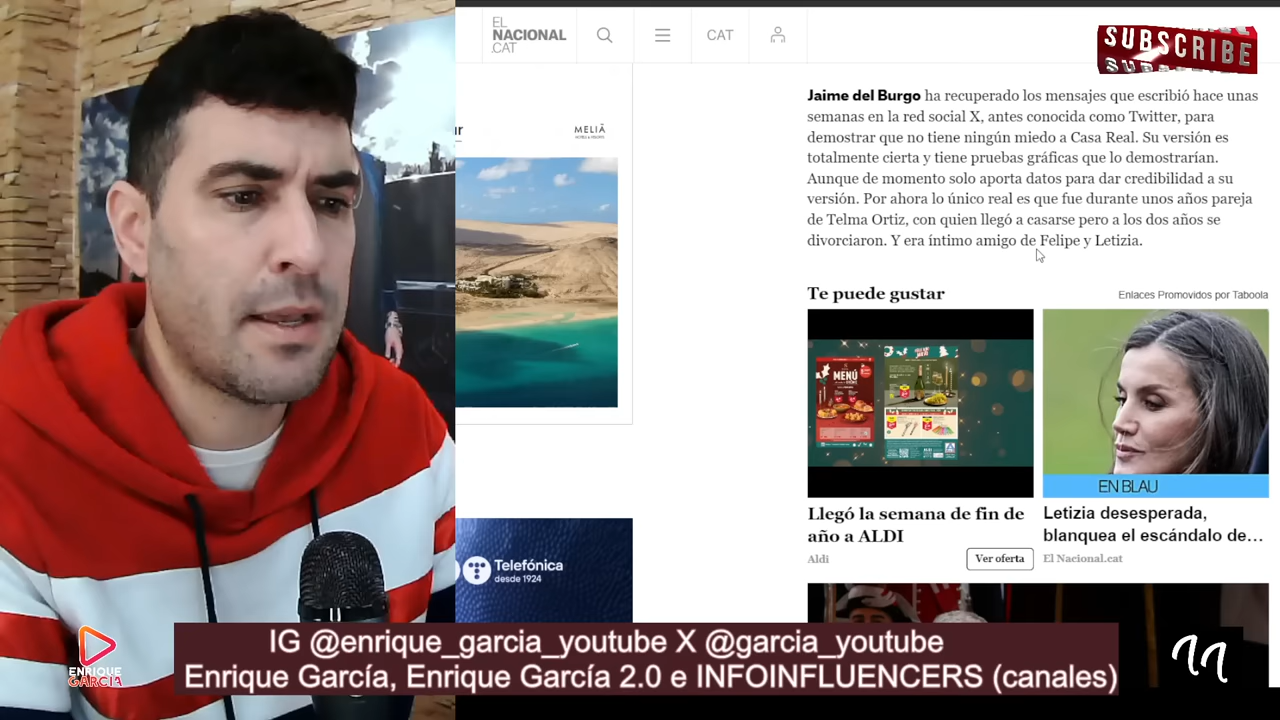 EL
NACIONAL
.CAT
CAT
SUBSCRIBE
MELIÃ
Jaime del Burgo ha recuperado los mensajes que escribió hace unas
semanas en la red social X, antes conocida como Twitter, para
demostrar que no tiene ningún miedo a Casa Real. Su versión es
totalmente cierta y tiene pruebas gráficas que lo demostrarían.
Aunque de momento solo aporta datos para dar credibilidad a su
versión. Por ahora lo único real es que fue durante unos años pareja
de Telma Ortiz, con quien llegó a casarse pero a los dos años se
divorciaron. Y era íntimo amigo de Felipe y Letizia.
Te puede gustar
Enlaces Promovidos por Taboola
MENÚ
EN BLAU
Llegó la semana de fin de
año a ALDI
Aldi
Ver oferta
Letizia desesperada,
blanquea el escándalo de…
El Nacional.cat
Telefónica
desde 1924
IG @enrique_garcia_youtube X @garcia_youtube
Enrique García, Enrique García 2.0 e INFOINFLUENCERS (canales)
ENRIQUE
GARCÍA